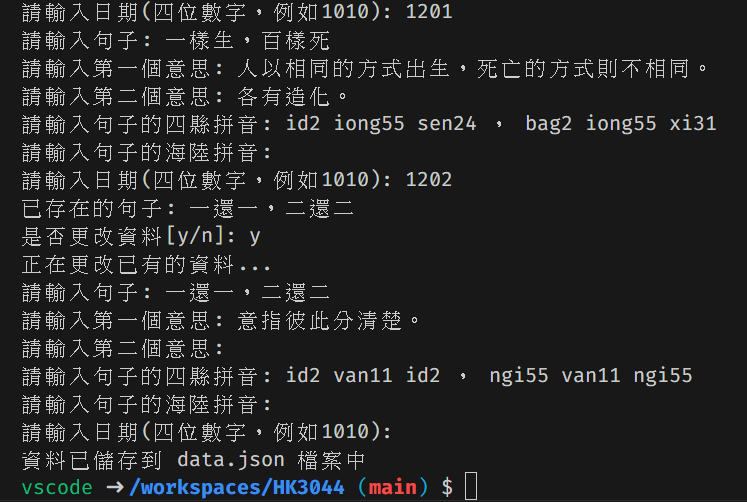 請輸入日期(四位數字，例如1010): 1201
請輸入句子: 一樣生，百樣死
請輸入第一個意思: 人以相同的方式出生，死亡的方式則不相同。
請輸入第二個意思: 各有造化。
請輸入句子的四縣拼音: id2 iong55 sen24 ， bag2 iong55 xi31
請輸入句子的海陸拼音:
請輸入日期(四位數字，例如1010): 1202
已存在的句子: 一還一，二還二
是否更改資料[y/n]: y
正在更改已有的資料...
請輸入句子: 一還一，二還二
請輸入第一個意思: 意指彼此分清楚。
請輸入第二個意思:
請輸入句子的四縣拼音: id2 van11 id2 ， ngi55 van11 ngi55
請輸入句子的海陸拼音:
請輸入日期(四位數字，例如1010):
資料已儲存到 data.json 檔案中
vscode ➜ /workspaces/HK3044 (main) $